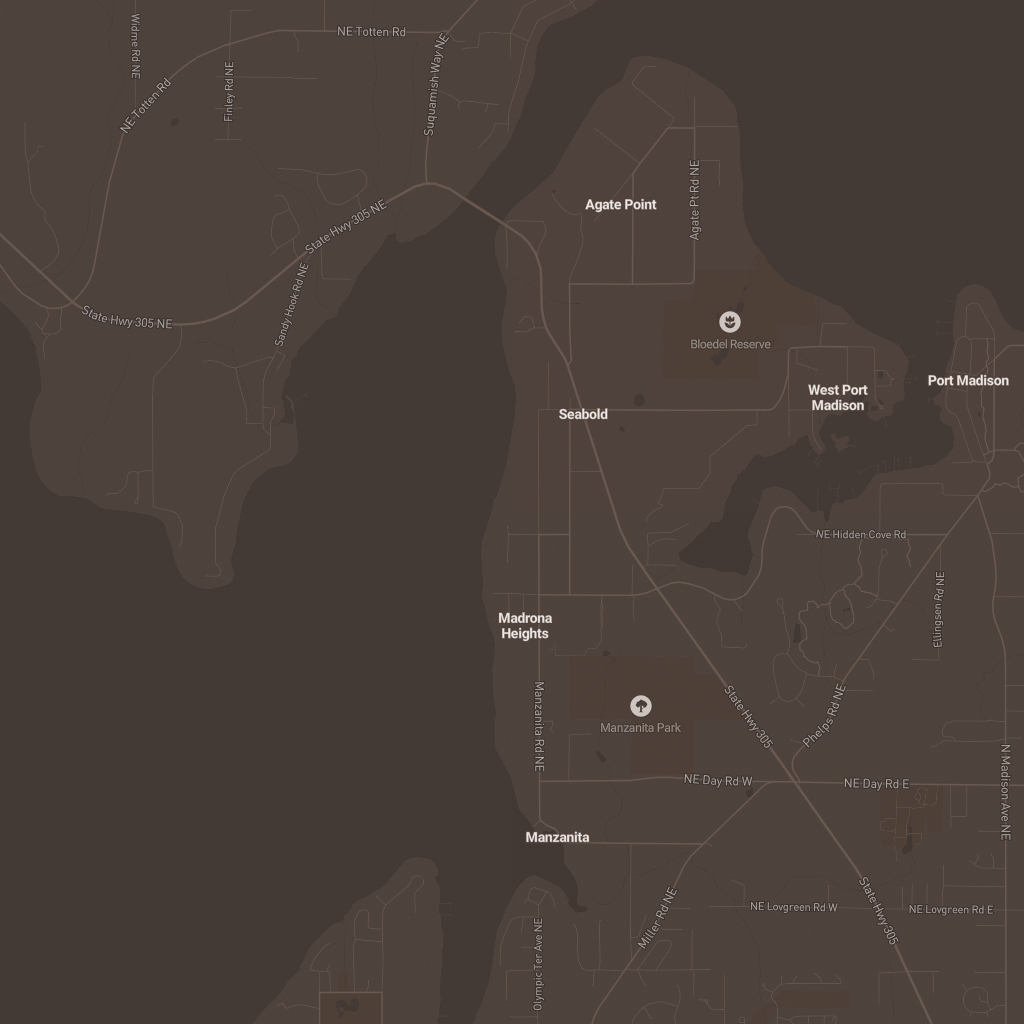 NE Totten Rd
Widme Rd NE
Suquamish Way NE
Finley Rd NE
NE Totten Rd
Agate Point
Agate Pt Rd NE
State Hwy 305 NE
Sandy Hook Rd NE
State Hwy 305 NE
Bloedel Reserve
Port Madison
West Port
Madison
Seabold
NE Hidden Cove Rd
Ellingsen Rd NE
Madrona
Heights
Manzanita Rd NE
State Hwy 305
Phelps Rd NE
Manzanita Park
N Madison Ave NE
NE Day Rd W
NE Day Rd E
Manzanita
Miller Rd NE
NE Lovgreen Rd W
State Hwy 305
NE Lovgreen Rd E
Olympic Ter Ave NE